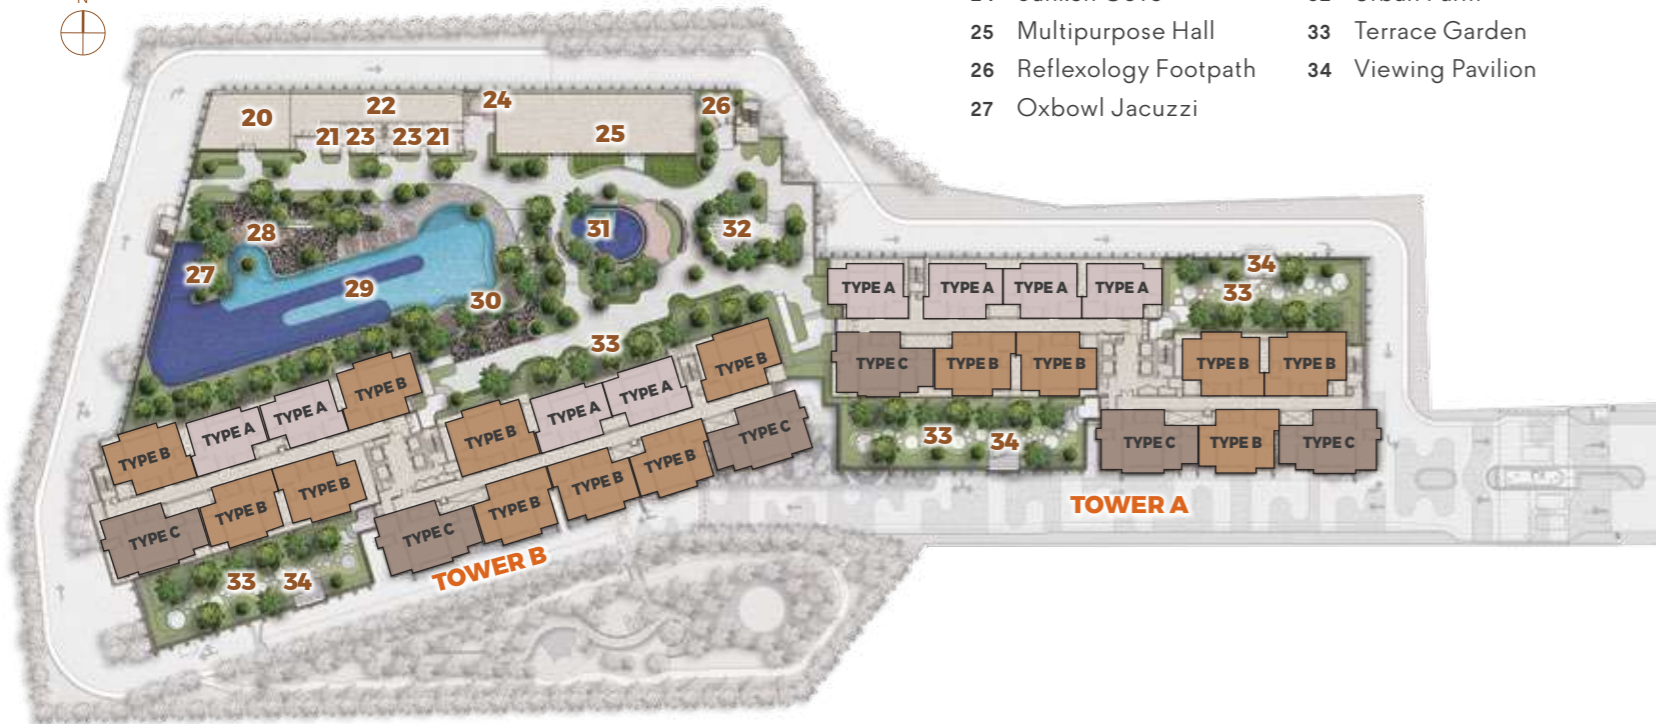 N
25 Multipurpose Hall
26 Reflexology Footpath
27 Oxbowl Jacuzzi
33 Terrace Garden
34 Viewing Pavilion
20
22
24
25
26
21 23 23 21
28
27
29
30
31
32
33
34
33
TYPE A
TYPE A
TYPE A
TYPE A
TYPE C
TYPE B
TYPE B
TYPE B
TYPE B
33
34
TYPE C
TYPE B
TYPE C
TOWER A
TYPE B
TYPE A
TYPE A
TYPE B
TYPE B
TYPE A
TYPE A
TYPE B
TYPE C
TYPE B
TYPE B
TYPE C
TYPE B
TYPE B
TYPE B
TYPE C
33
34
TOWER B